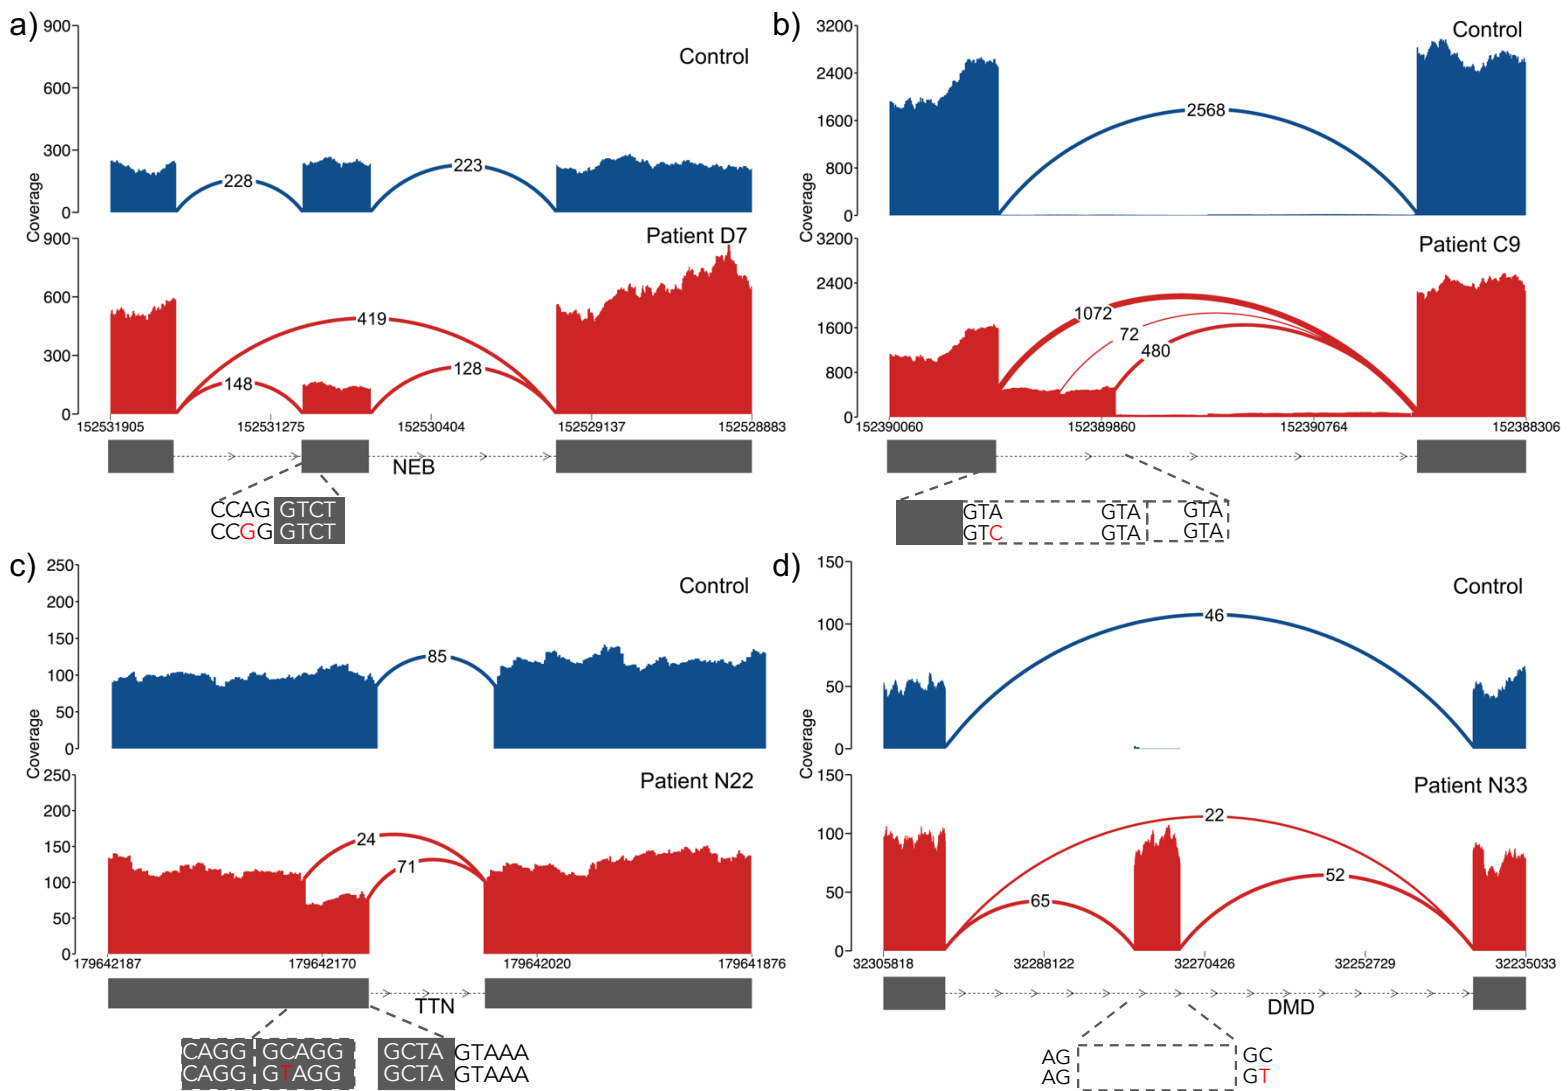 a)
900
600
300
0
Coverage
Control
228
223
900
600
300
0
Patient D7
419
148
128
152531905
152531275
152530404
152529137
152528883
NEB
CCAG GTCT
CCGG GTCT
b)
3200
2400
1600
800
0
Coverage
Control
2568
3200
2400
1600
800
0
Patient C9
1072
72
480
152390060
152389860
152390764
152388306
GTA GTA GTA
GTC GTA GTA
c)
250
200
150
100
50
0
Coverage
Control
85
250
200
150
100
50
0
Patient N22
24
71
179642187
179642170
179642020
179641876
TTN
CAGG GCAGG GCTA GTAAA
CAGG GTAGG GCTA GTAAA
d)
150
100
50
0
Coverage
Control
46
150
100
50
0
Patient N33
22
65
52
32305818
32288122
32270426
32252729
32235033
DMD
AG GC
AG GT